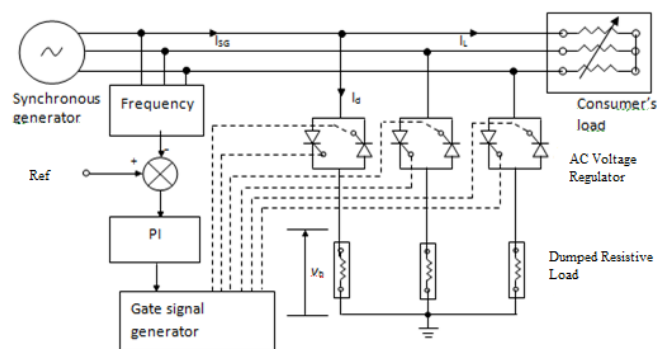 I_SG
I_L
Synchronous
generator
Frequency
Consumer's
load
I_d
AC Voltage
Regulator
+
-
Ref
PI
Dumped Resistive
Load
Gate signal
generator